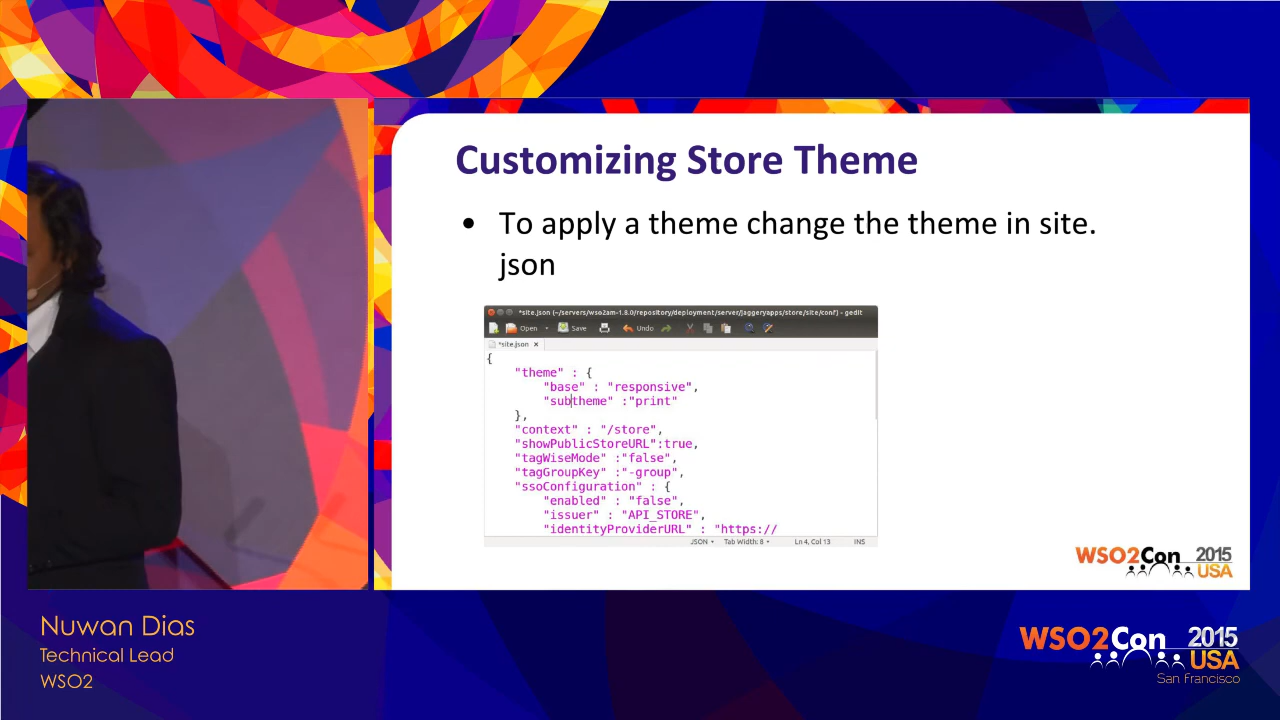 Customizing Store Theme
• To apply a theme change the theme in site.
json
*site.json (~/servers/wso2am-1.8.0/repository/deployment/server/jaggeryapps/store/site/conf) - gedit
Open Save Undo
*site.json ×
{
"theme" : {
"base" : "responsive",
"subtheme" :"print"
},
"context" : "/store",
"showPublicStoreURL":true,
"tagWiseMode" :"false",
"tagGroupKey" :"-group",
"ssoConfiguration" : {
"enabled" : "false",
"issuer" : "API_STORE",
"identityProviderURL" : "https://
JSON Tab Width: 8 Ln 4, Col 13 INS
WSO2Con 2015
USA
Nuwan Dias
Technical Lead
WSO2
WSO2Con 2015
USA
San Francisco